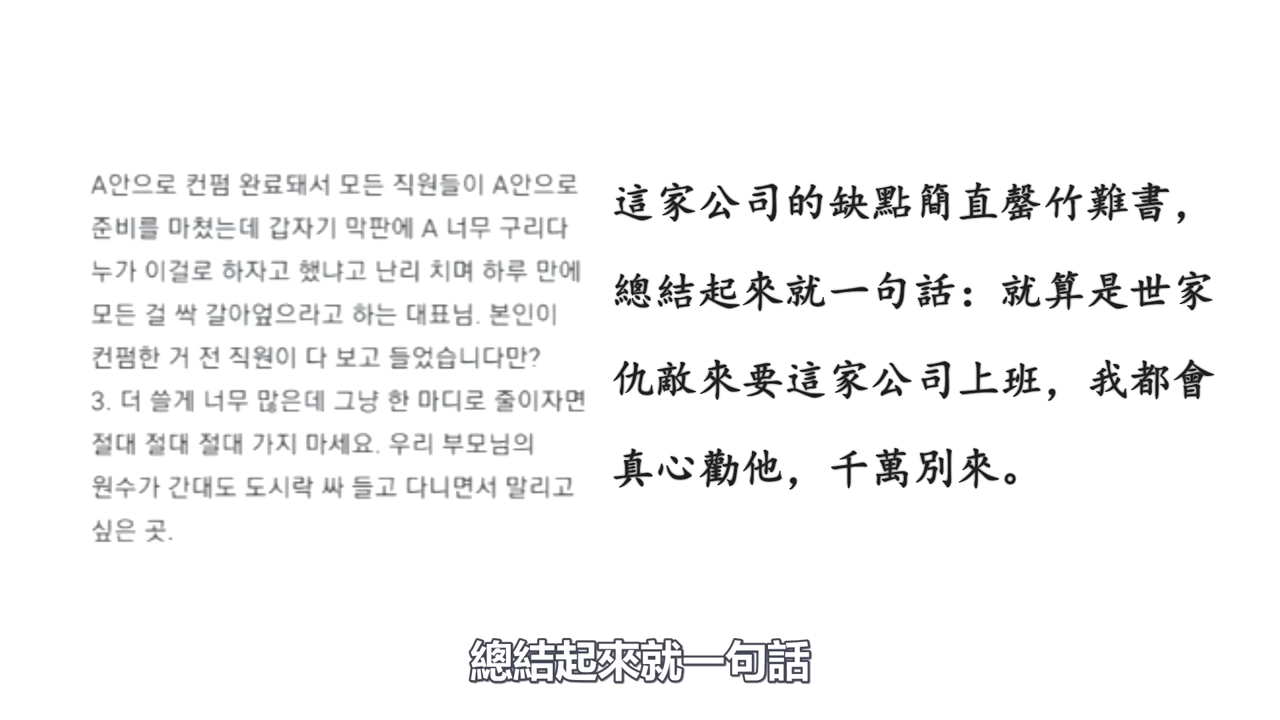 A안으로 컨펌 완료돼서 모든 직원들이 A안으로
준비를 마쳤는데 갑자기 막판에 A 너무 구리다
누가 이걸로 하자고 했냐고 난리 치며 하루 만에
모든 걸 싹 갈아엎으라고 하는 대표님. 본인이
컨펌한 거 전 직원이 다 보고 들었습니다만?
3. 더 쓸게 너무 많은데 그냥 한 마디로 줄이자면
절대 절대 절대 가지 마세요. 우리 부모님의
원수가 간대도 도시락 싸 들고 다니면서 말리고
싶은 곳.
這家公司的缺點簡直罄竹難書，
總結起來就一句話：就算是世家
仇敵來要這家公司上班，我都會
真心勸他，千萬別來。
總結起來就一句話